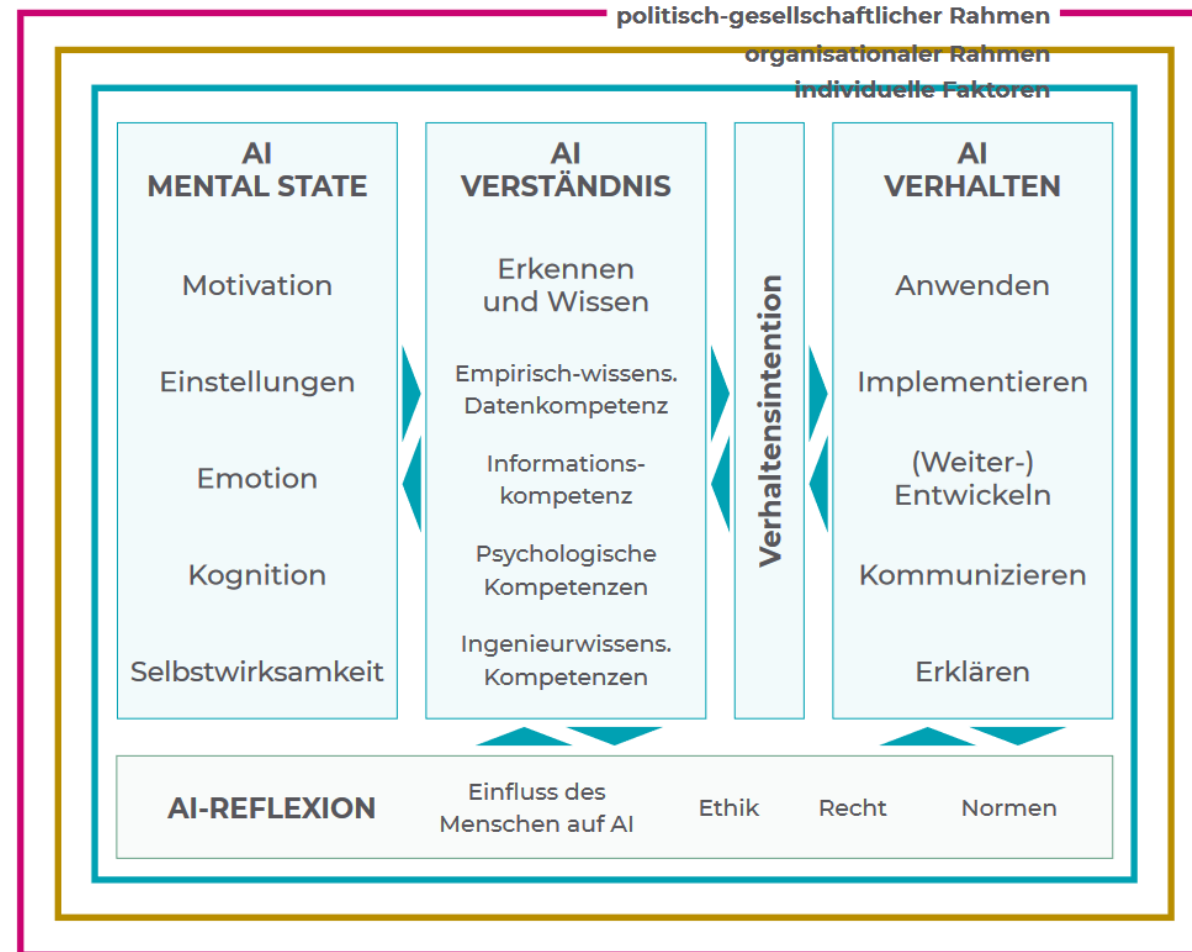 politisch-gesellschaftlicher Rahmen
organisationaler Rahmen
individuelle Faktoren
AI
MENTAL STATE
Motivation
Einstellungen
Emotion
Kognition
Selbstwirksamkeit
AI
VERSTÄNDNIS
Erkennen
und Wissen
Empirisch-wissens.
Datenkompetenz
Informations-
kompetenz
Psychologische
Kompetenzen
Ingenieurwissens.
Kompetenzen
Verhaltensintention
AI
VERHALTEN
Anwenden
Implementieren
(Weiter-)
Entwickeln
Kommunizieren
Erklären
AI-REFLEXION
Einfluss des
Menschen auf AI
Ethik
Recht
Normen